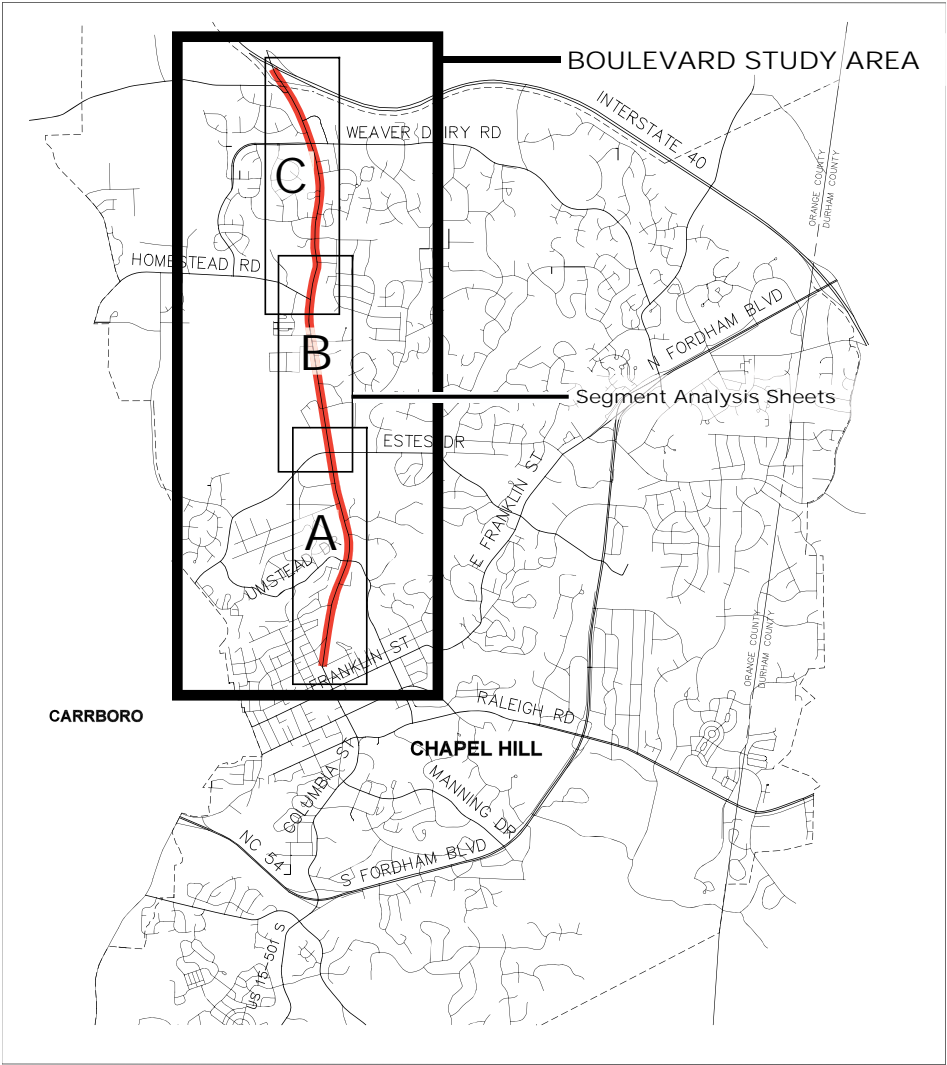 BOULEVARD STUDY AREA
INTERSTATE 40
WEAVER DAIRY RD
C
ORANGE COUNTY
DURHAM COUNTY
HOMESTEAD RD
N FORDHAM BLVD
B
Segment Analysis Sheets
ESTES DR
E FRANKLIN ST
A
UMSTEAD DR
ORANGE COUNTY
DURHAM COUNTY
FRANKLIN ST
RALEIGH RD
CARRBORO
CHAPEL HILL
COLUMBIA ST
MANNING DR
NC 54
S FORDHAM BLVD
US 15-501 S